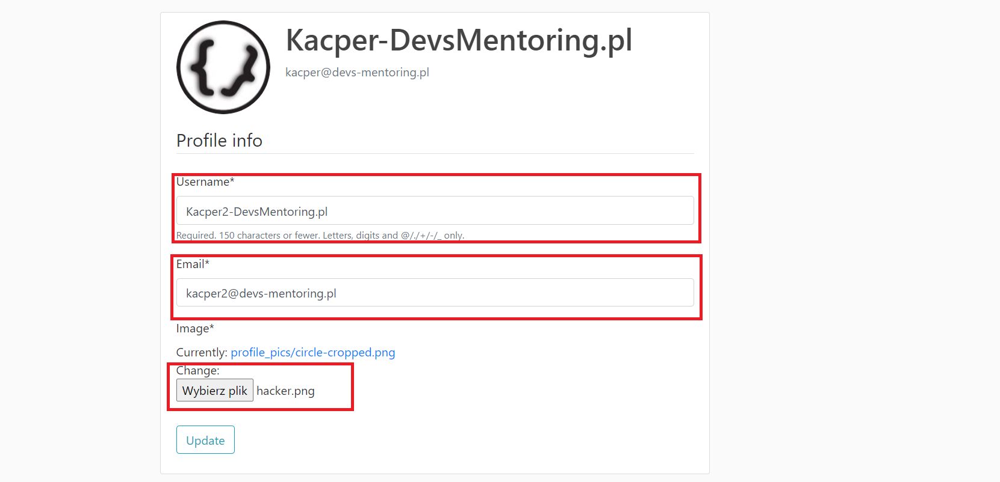 Kacper-DevsMentoring.pl
kacper@devs-mentoring.pl
Profile info
Username*
Kacper2-DevsMentoring.pl
Required. 150 characters or fewer. Letters, digits and @/./+/-/_ only.
Email*
kacper2@devs-mentoring.pl
Image*
Currently: profile_pics/circle-cropped.png
Change:
Wybierz plik hacker.png
Update